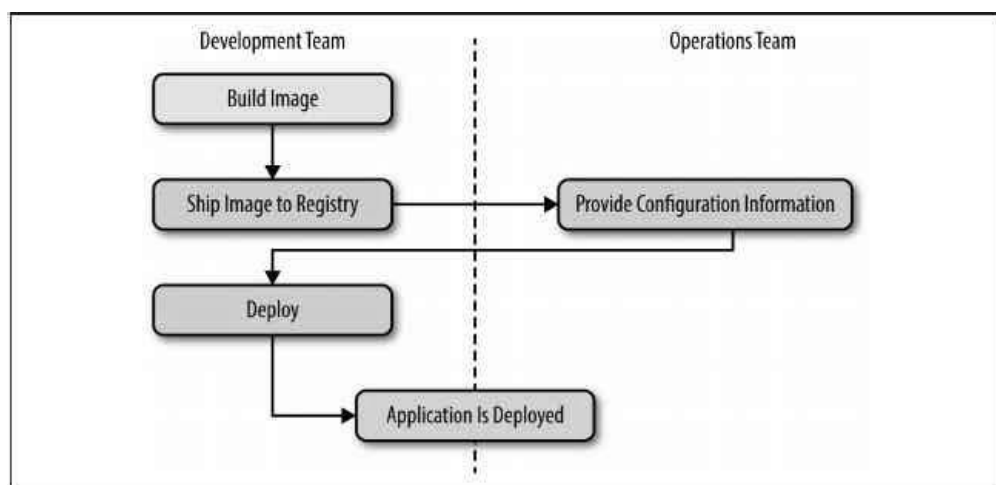 Development Team
Operations Team
Build Image
Ship Image to Registry
Provide Configuration Information
Deploy
Application Is Deployed